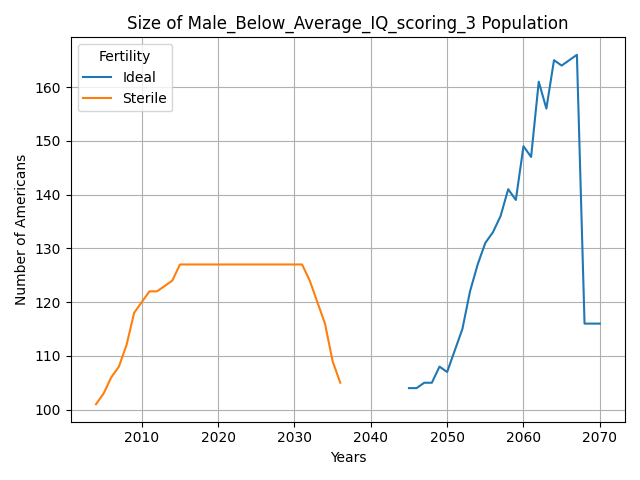 Size of Male_Below_Average_IQ_scoring_3 Population
Fertility
Ideal
Sterile
Number of Americans
160
150
140
130
120
110
100
2010 2020 2030 2040 2050 2060 2070
Years